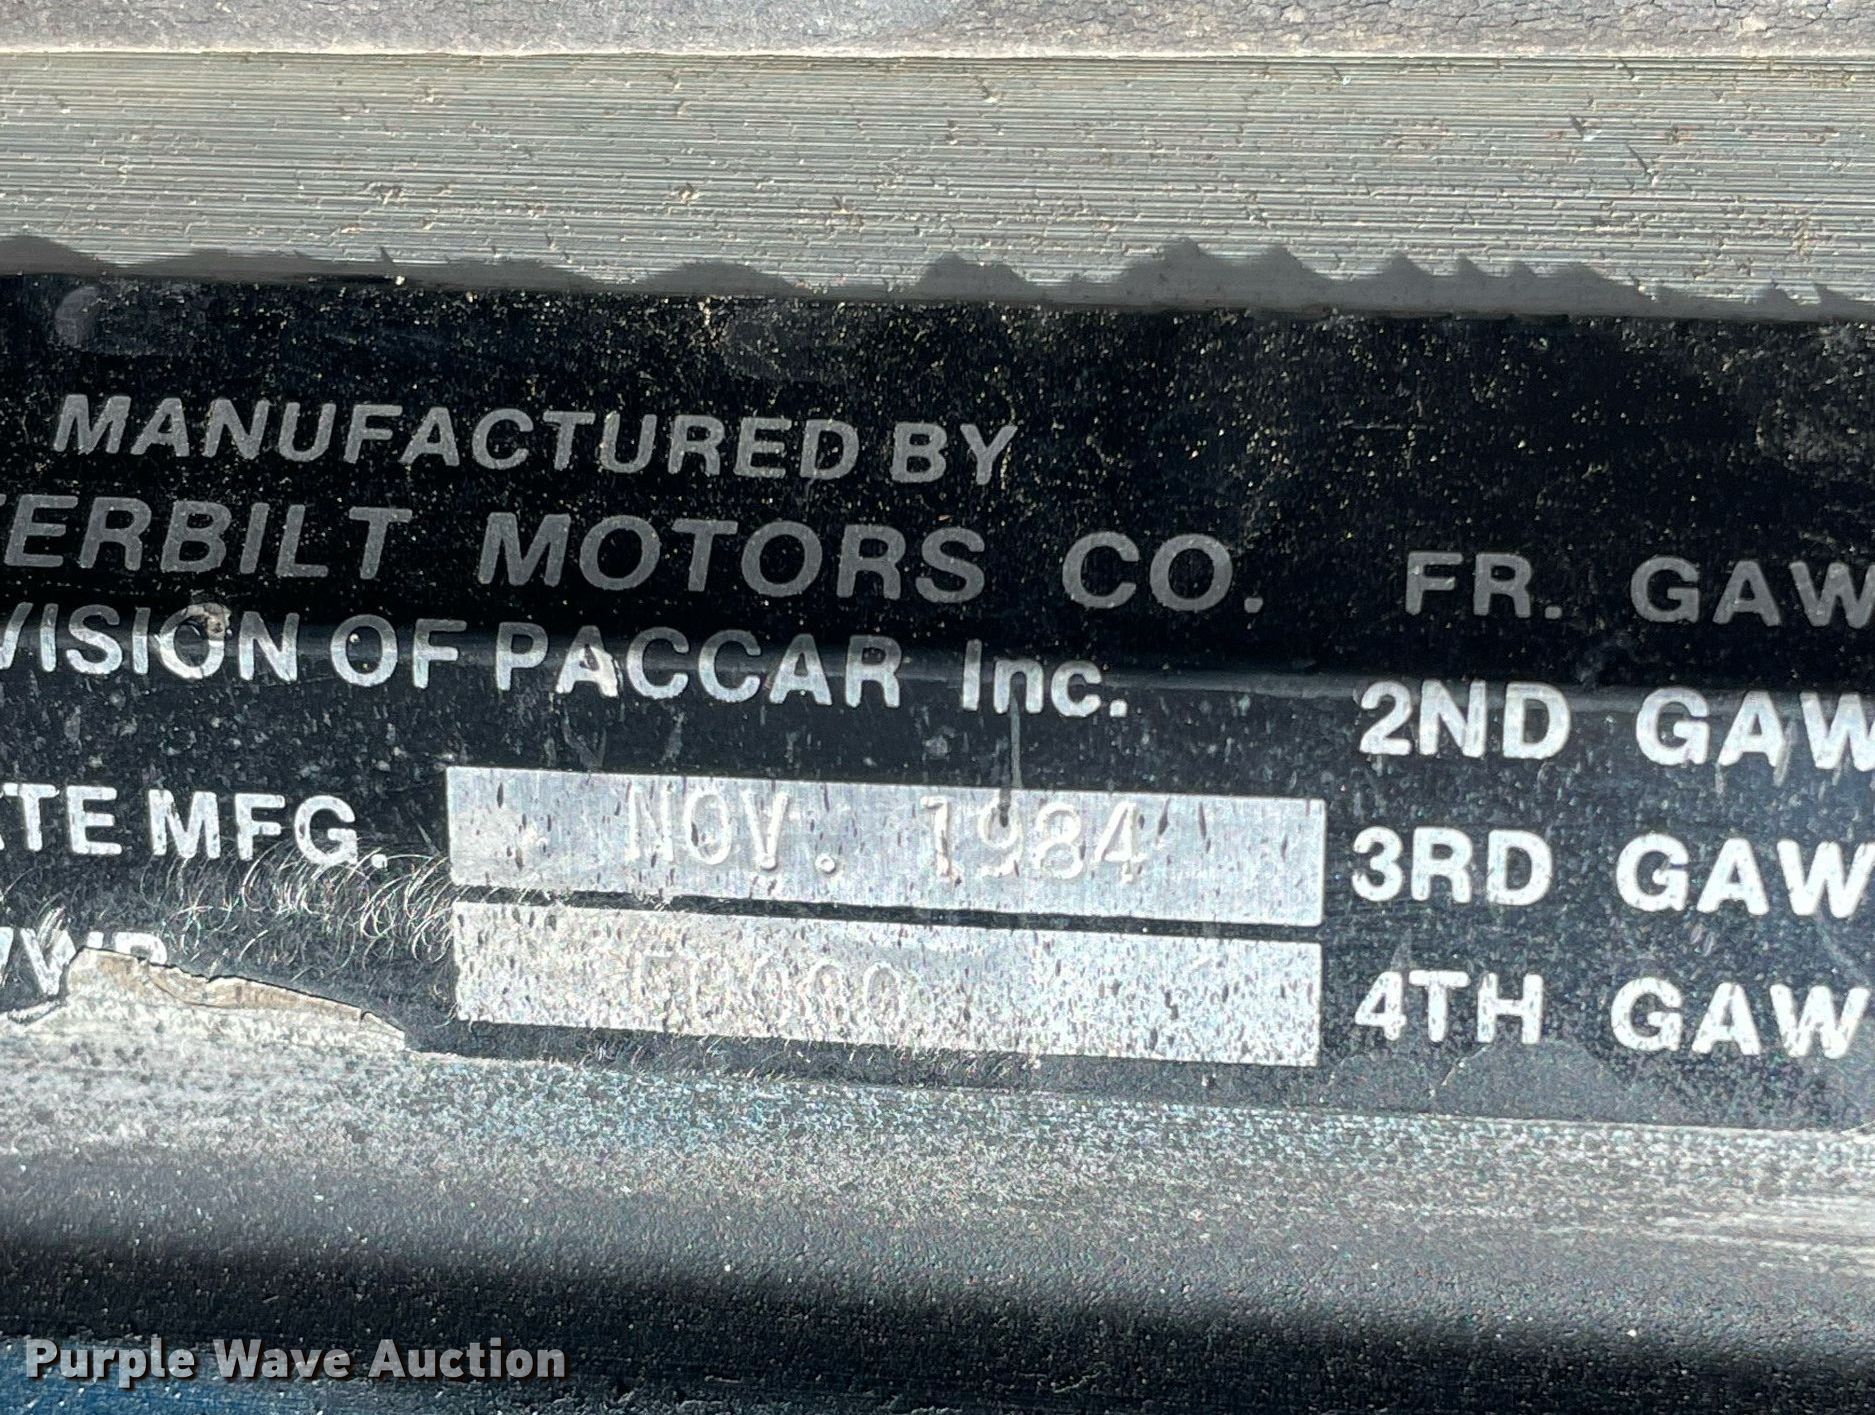 MANUFACTURED BY
ERBILT MOTORS CO.
VISION OF PACCAR Inc.
TE MFG. NOV. 1984
FR. GAW
2ND GAW
3RD GAW
4TH GAW
Purple Wave Auction